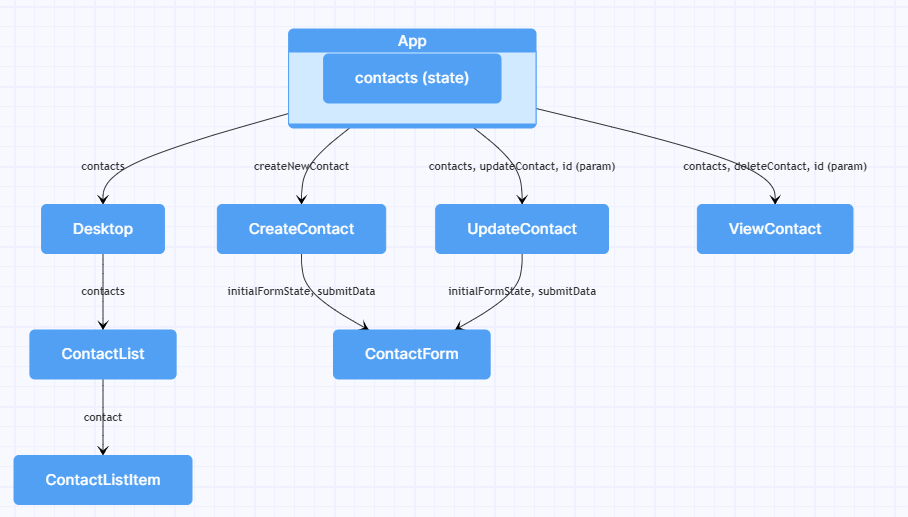 App
contacts (state)
contacts
createNewContact
contacts, updateContact, id (param)
contacts, deleteContact, id (param)
Desktop
CreateContact
UpdateContact
ViewContact
contacts
initialFormState, submitData
initialFormState, submitData
ContactList
ContactForm
contact
ContactListItem